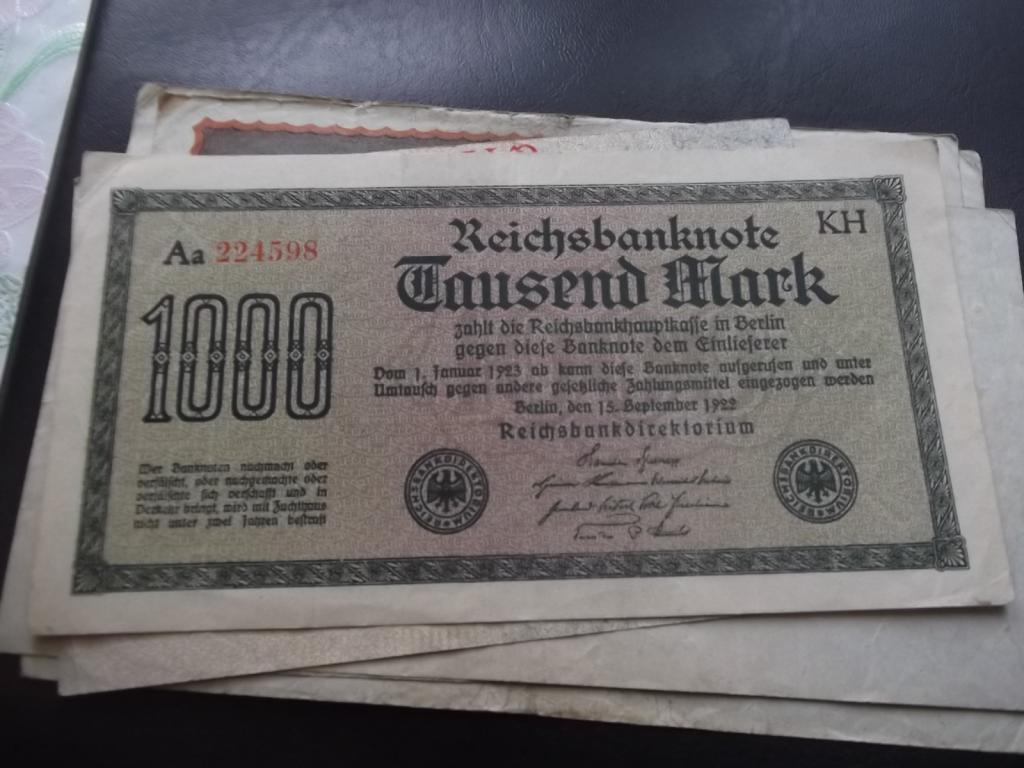 Aa 224598
Reichsbanknote
KH
Tausend Mark
1000
zahlt die Reichsbankhauptkasse in Berlin
gegen diese Banknote dem Einlieferer
Vom 1. Januar 1923 ab kann diese Banknote aufgerufen und unter
Umtausch gegen andere gesetzliche Zahlungsmittel eingezogen werden
Berlin, den 15. September 1922
Reichsbankdirektorium
Wer Banknoten nachmacht oder
verfälscht, oder nachgemachte oder
verfälschte sich verschafft und in
Verkehr bringt, wird mit Zuchthaus
nicht unter zwei Jahren bestraft
REICHSBANKDIREKTORIUM
REICHSBANKDIREKTORIUM